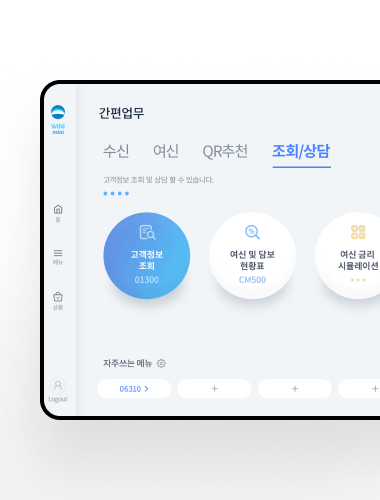 간편업무
WINI
mini
수신 여신 QR추천 조회/상담
고객정보 조회 및 상담 할 수 있습니다.
홈
메뉴
상품
Logout
고객정보
조회
01300
여신 및 담보
현황표
CM500
여신 금리
시뮬레이션
자주쓰는 메뉴
06310